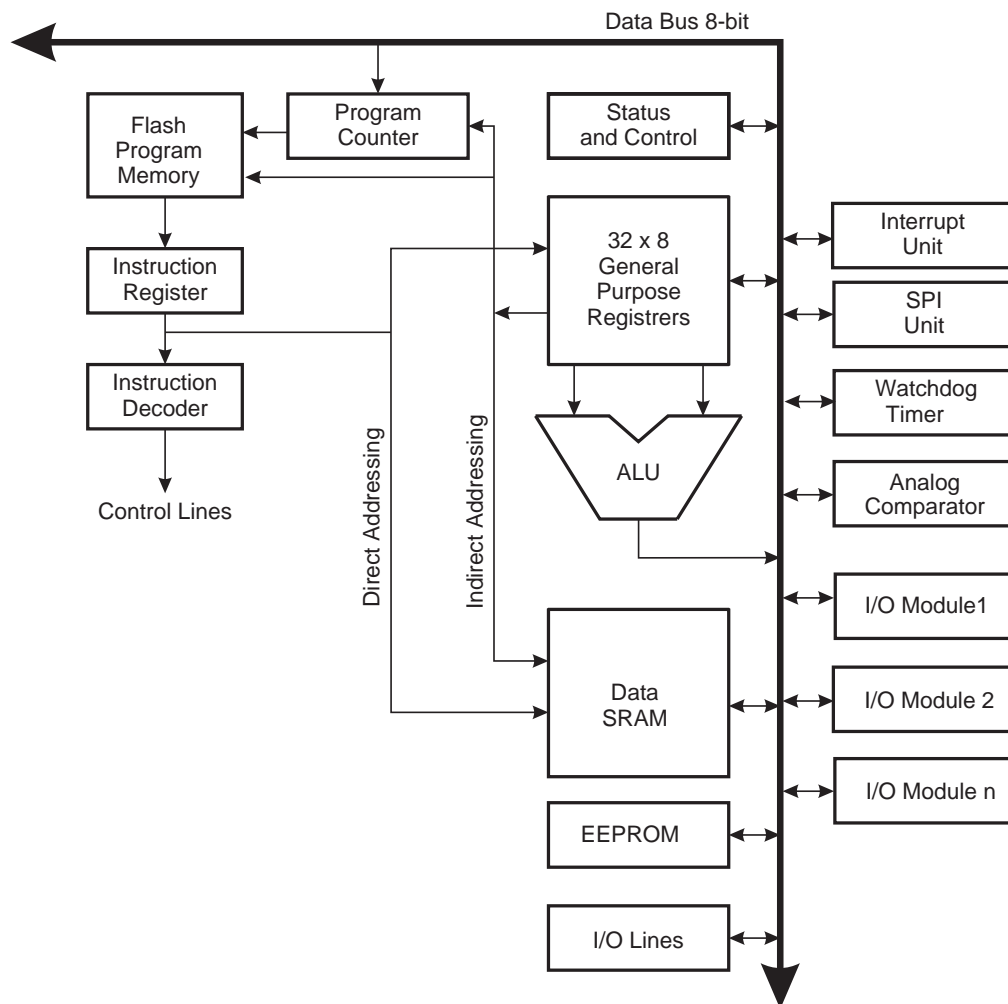 Data Bus 8-bit
Flash
Program
Memory
Program
Counter
Status
and Control
32 x 8
General
Purpose
Registrers
Interrupt
Unit
Instruction
Register
SPI
Unit
Instruction
Decoder
Watchdog
Timer
Direct Addressing
Indirect Addressing
ALU
Analog
Comparator
Control Lines
I/O Module1
Data
SRAM
I/O Module 2
I/O Module n
EEPROM
I/O Lines